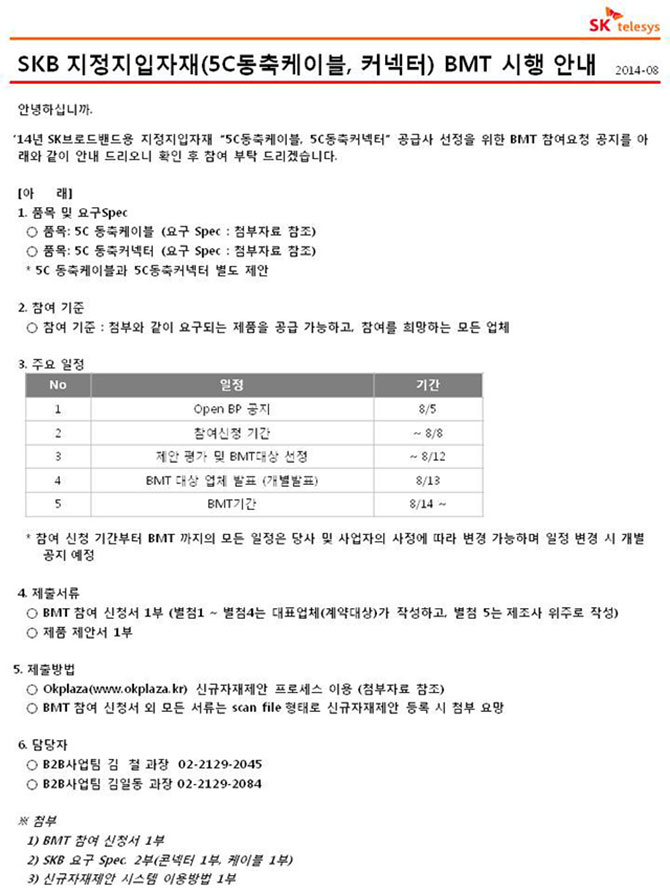 SK telesys
SKB 지정지입자재(5C동축케이블, 커넥터) BMT 시행 안내 2014-08
안녕하십니까.
'14년 SK브로드밴드용 지정지입자재 "5C동축케이블, 5C동축커넥터" 공급사 선정을 위한 BMT 참여요청 공지를 아
래와 같이 안내 드리오니 확인 후 참여 부탁 드리겠습니다.
[아 래]
1. 품목 및 요구Spec
○ 품목: 5C 동축케이블 (요구 Spec : 첨부자료 참조)
○ 품목: 5C 동축커넥터 (요구 Spec : 첨부자료 참조)
* 5C 동축케이블과 5C동축커넥터 별도 제안
2. 참여 기준
○ 참여 기준 : 첨부와 같이 요구되는 제품을 공급 가능하고, 참여를 희망하는 모든 업체
3. 주요 일정
No 일정 기간
1 Open BP 공지 8/5
2 참여신청 기간 ~ 8/8
3 제안 평가 및 BMT대상 선정 ~ 8/12
4 BMT 대상 업체 발표 (개별발표) 8/13
5 BMT기간 8/14 ~
* 참여 신청 기간부터 BMT 까지의 모든 일정은 당사 및 사업자의 사정에 따라 변경 가능하며 일정 변경 시 개별
공지 예정
4. 제출서류
○ BMT 참여 신청서 1부 (별첨1 ~ 별첨4는 대표업체(계약대상)가 작성하고, 별첨 5는 제조사 위주로 작성)
○ 제품 제안서 1부
5. 제출방법
○ Okplaza(www.okplaza.kr) 신규자재제안 프로세스 이용 (첨부자료 참조)
○ BMT 참여 신청서 외 모든 서류는 scan file 형태로 신규자재제안 등록 시 첨부 요망
6. 담당자
○ B2B사업팀 김 철 과장 02-2129-2045
○ B2B사업팀 김일동 과장 02-2129-2084
※ 첨부
1) BMT 참여 신청서 1부
2) SKB 요구 Spec. 2부(콘넥터 1부, 케이블 1부)
3) 신규자재제안 시스템 이용방법 1부